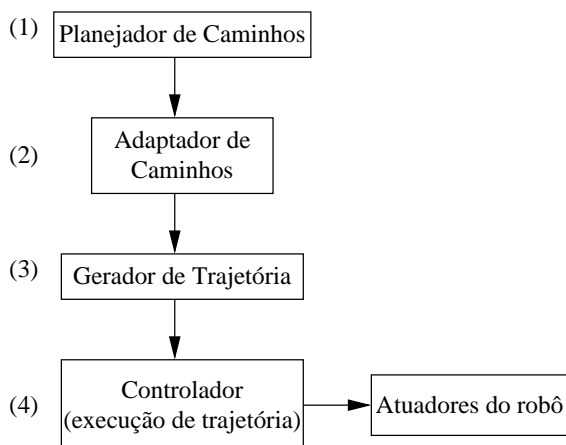 (1)
Planejador de Caminhos
(2)
Adaptador de
Caminhos
(3)
Gerador de Trajetória
(4)
Controlador
(execução de trajetória)
Atuadores do robô